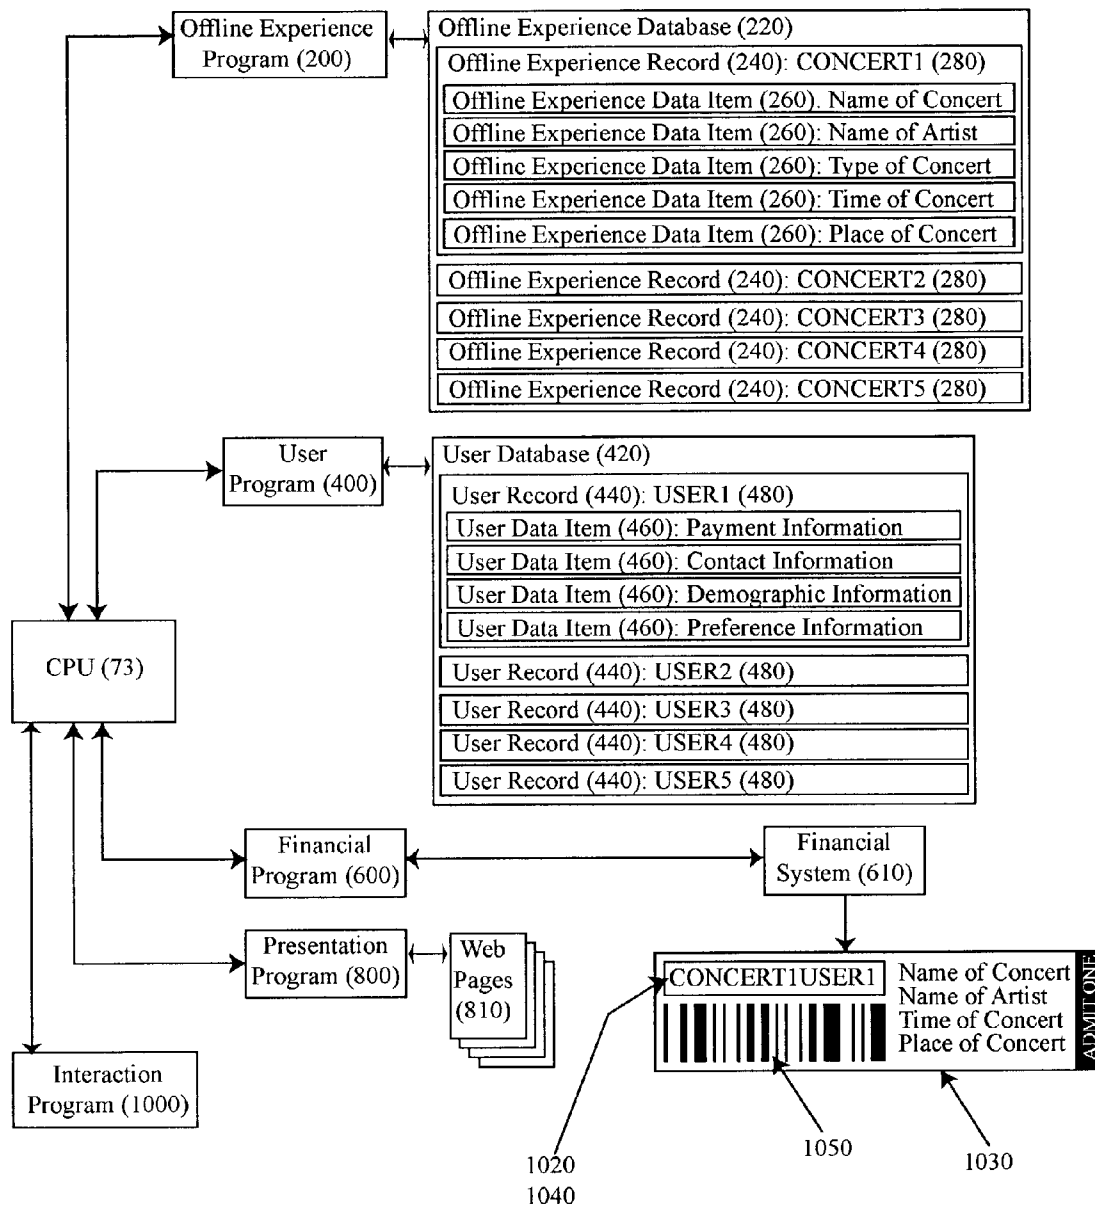 Offline Experience
Program (200)
Offline Experience Database (220)
Offline Experience Record (240): CONCERT1 (280)
Offline Experience Data Item (260). Name of Concert
Offline Experience Data Item (260): Name of Artist
Offline Experience Data Item (260): Type of Concert
Offline Experience Data Item (260): Time of Concert
Offline Experience Data Item (260): Place of Concert
Offline Experience Record (240): CONCERT2 (280)
Offline Experience Record (240): CONCERT3 (280)
Offline Experience Record (240): CONCERT4 (280)
Offline Experience Record (240): CONCERT5 (280)
User
Program (400)
User Database (420)
User Record (440): USER1 (480)
User Data Item (460): Payment Information
User Data Item (460): Contact Information
User Data Item (460): Demographic Information
User Data Item (460): Preference Information
User Record (440): USER2 (480)
User Record (440): USER3 (480)
User Record (440): USER4 (480)
User Record (440): USER5 (480)
CPU (73)
Financial
Program (600)
Financial
System (610)
Presentation
Program (800)
Web
Pages
(810)
CONCERT1USER1
Name of Concert
Name of Artist
Time of Concert
Place of Concert
ADMIT ONE
Interaction
Program (1000)
1020
1040
1050
1030